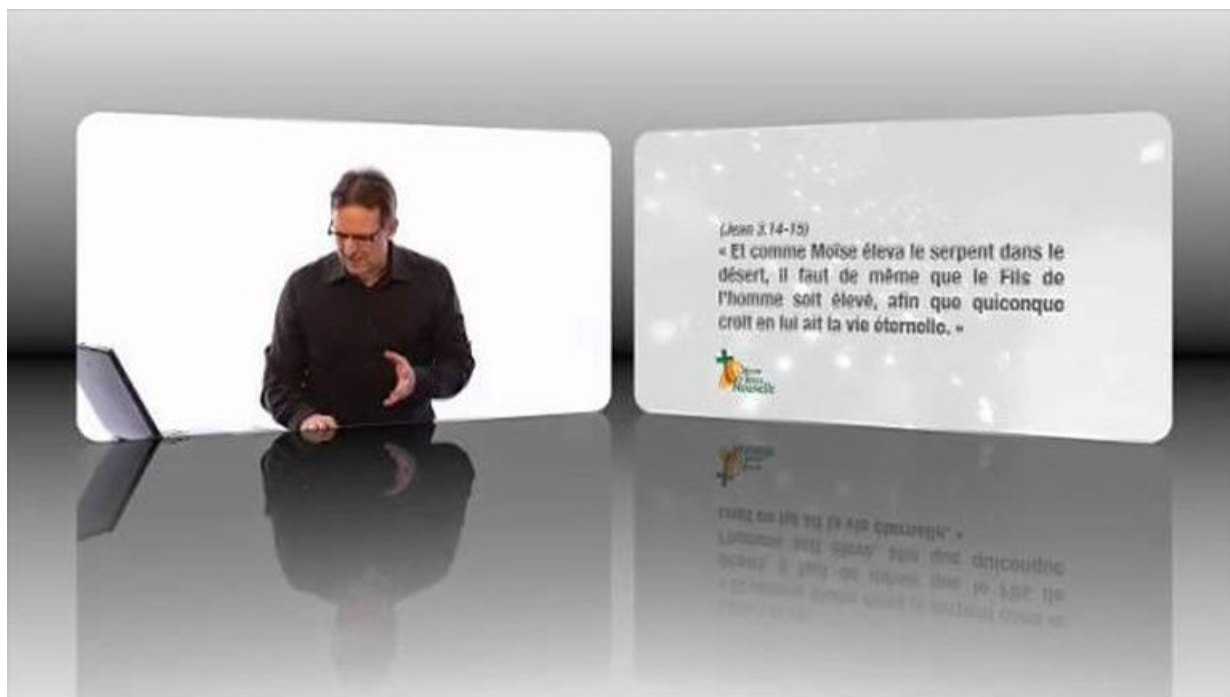 (Jean 3.14-15)
« Et comme Moïse éleva le serpent dans le
désert, il faut de même que le Fils de
l'homme soit élevé, afin que quiconque
croit en lui ait la vie éternelle. »
Nouvelle